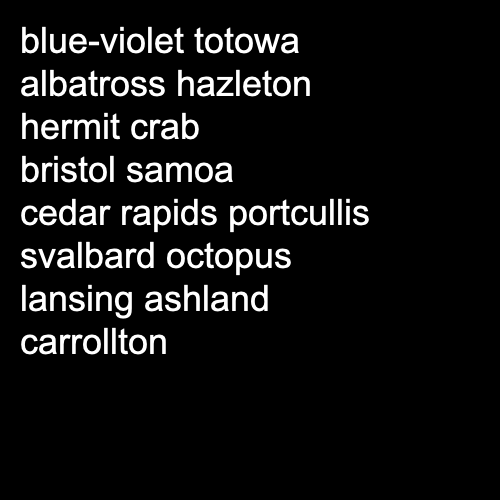 blue-violet totowa
albatross hazleton
hermit crab
bristol samoa
cedar rapids portcullis
svalbard octopus
lansing ashland
carrollton